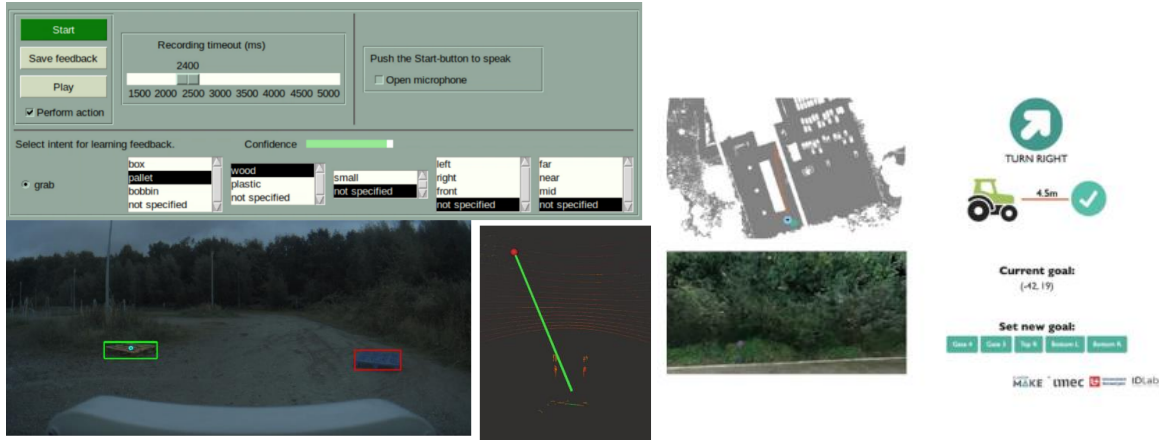 Start
Save feedback
Play
Perform action
Recording timeout (ms)
2400
1500 2000 2500 3000 3500 4000 4500 5000
Push the Start-button to speak
Open microphone
Select intent for learning feedback.
Confidence
grab
box
pallet
bobbin
not specified
wood
plastic
not specified
small
not specified
left
right
front
not specified
far
near
mid
not specified
TURN RIGHT
4.5m
Current goal:
(-42, 19)
Set new goal:
Gate 4 Gate 3 Top R Bottom L Bottom R
MAKE umec IDLab